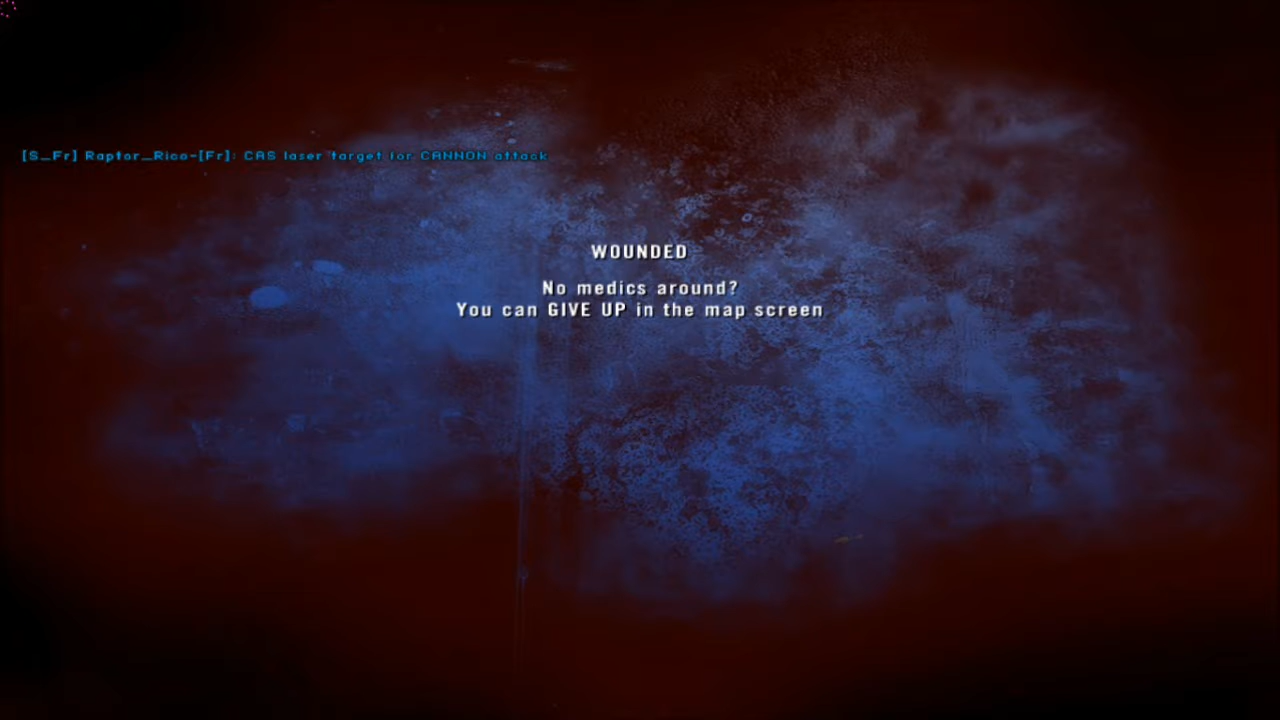 [S_Fr] Raptor_Rico-[Fr]: CAS laser target for CANNON attack
WOUNDED
No medics around?
You can GIVE UP in the map screen